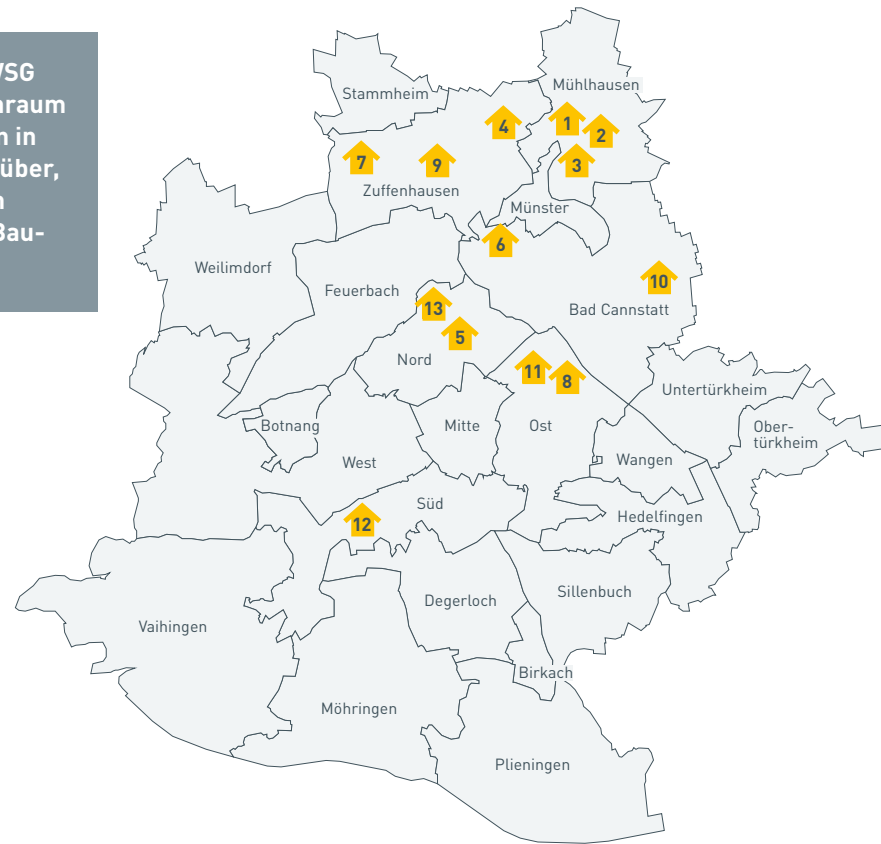 VSG
nraum
n in
über,
n
Bau-
Stammheim
Mühlhausen
4
1
2
7
9
3
Zuffenhausen
Münster
6
Weilimdorf
Feuerbach
10
13
Bad Cannstatt
5
Nord
11
8
Untertürkheim
Botnang
Mitte
Ost
Ober-
türkheim
West
Wangen
Süd
12
Hedelfingen
Degerloch
Sillenbuch
Vaihingen
Birkach
Möhringen
Plieningen